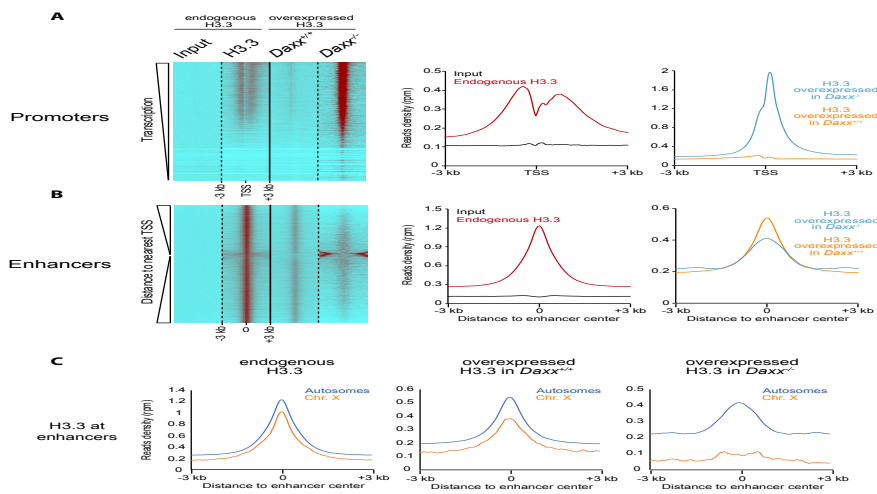 A
endogenous
H3.3
overexpressed
H3.3
Input
H3.3
Daxx+/+
Daxx-/-
Promoters
Transcription
-3 kb
TSS
+3 kb
Reads density (rpm)
0.5
0.4
0.3
0.2
0.1
0
Input
Endogenous H3.3
-3 kb
TSS
+3 kb
2
1.6
1.2
0.8
0.4
0
H3.3
overexpressed
in Daxx-/-
H3.3
overexpressed
in Daxx+/+
-3 kb
TSS
+3 kb
B
Enhancers
Distance to nearest TSS
-3 kb
0
+3 kb
Reads density (rpm)
1.5
1.2
0.9
0.6
0.3
0
Input
Endogenous H3.3
-3 kb
0
+3 kb
Distance to enhancer center
0.6
0.4
0.2
0
H3.3
overexpressed
in Daxx-/-
H3.3
overexpressed
in Daxx+/+
-3 kb
0
+3 kb
Distance to enhancer center
C
H3.3 at
enhancers
endogenous
H3.3
Reads density (rpm)
1.4
1.2
1
0.8
0.6
0.4
0.2
0
Autosomes
Chr. X
-3 kb
0
+3 kb
Distance to enhancer center
overexpressed
H3.3 in Daxx+/+
0.6
0.5
0.4
0.3
0.2
0.1
0
Autosomes
Chr. X
-3 kb
0
+3 kb
Distance to enhancer center
overexpressed
H3.3 in Daxx-/-
0.5
0.4
0.3
0.2
0.1
0
Autosomes
Chr. X
-3 kb
0
+3 kb
Distance to enhancer center